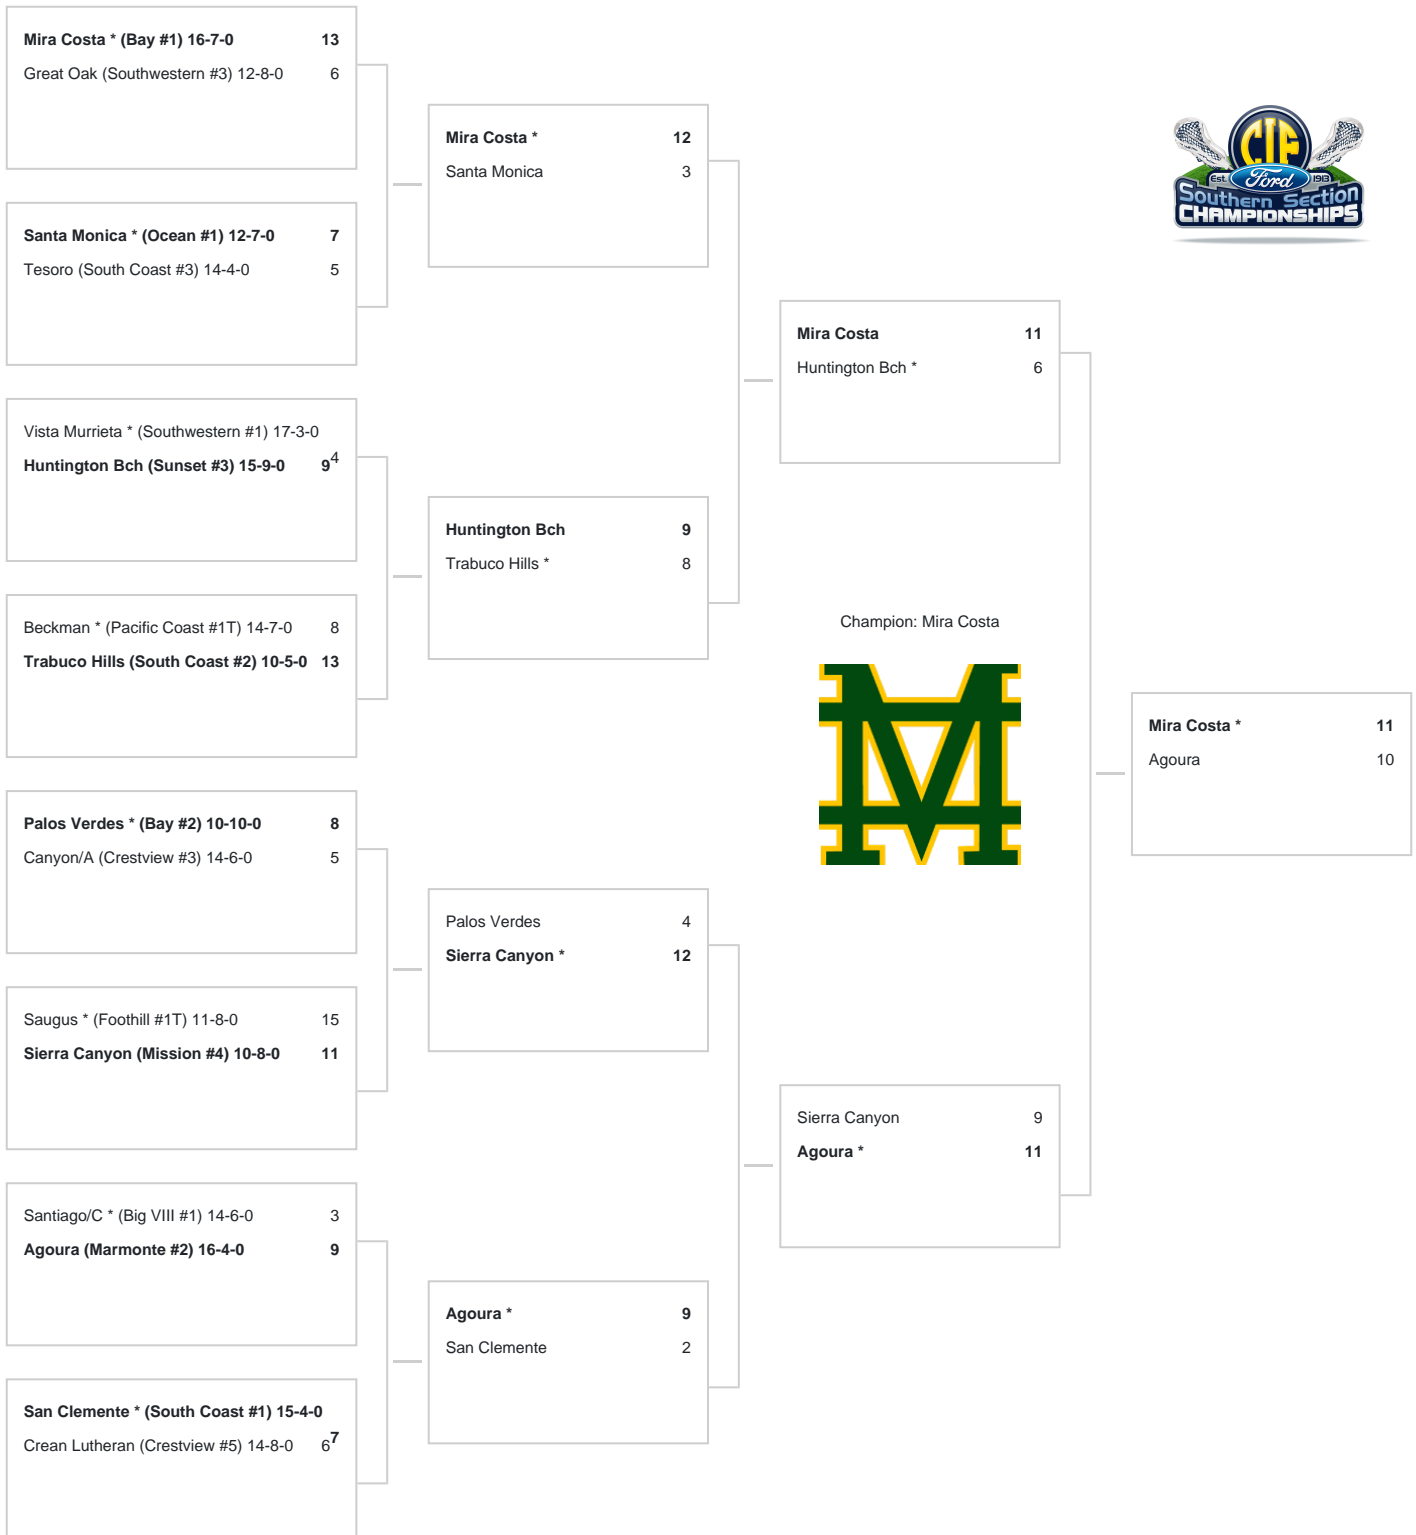 Mira Costa * (Bay #1) 16-7-0 13
Great Oak (Southwestern #3) 12-8-0 6
Santa Monica * (Ocean #1) 12-7-0 7
Tesoro (South Coast #3) 14-4-0 5
Vista Murrieta * (Southwestern #1) 17-3-0
4
Huntington Bch (Sunset #3) 15-9-0 9
Beckman * (Pacific Coast #1T) 14-7-0 8
Trabuco Hills (South Coast #2) 10-5-0 13
Palos Verdes * (Bay #2) 10-10-0 8
Canyon/A (Crestview #3) 14-6-0 5
Saugus * (Foothill #1T) 11-8-0 15
Sierra Canyon (Mission #4) 10-8-0 11
Santiago/C * (Big VIII #1) 14-6-0 3
Agoura (Marmonte #2) 16-4-0 9
San Clemente * (South Coast #1) 15-4-0
7
Crean Lutheran (Crestview #5) 14-8-0 6
Mira Costa * 12
Santa Monica 3
Huntington Bch 9
Trabuco Hills * 8
Palos Verdes 4
Sierra Canyon * 12
Agoura * 9
San Clemente 2
Mira Costa 11
Huntington Bch * 6
Sierra Canyon 9
Agoura * 11
Champion: Mira Costa
M
Mira Costa * 11
Agoura 10
CIF
Est. Ford 1913
Southern Section
CHAMPIONSHIPS